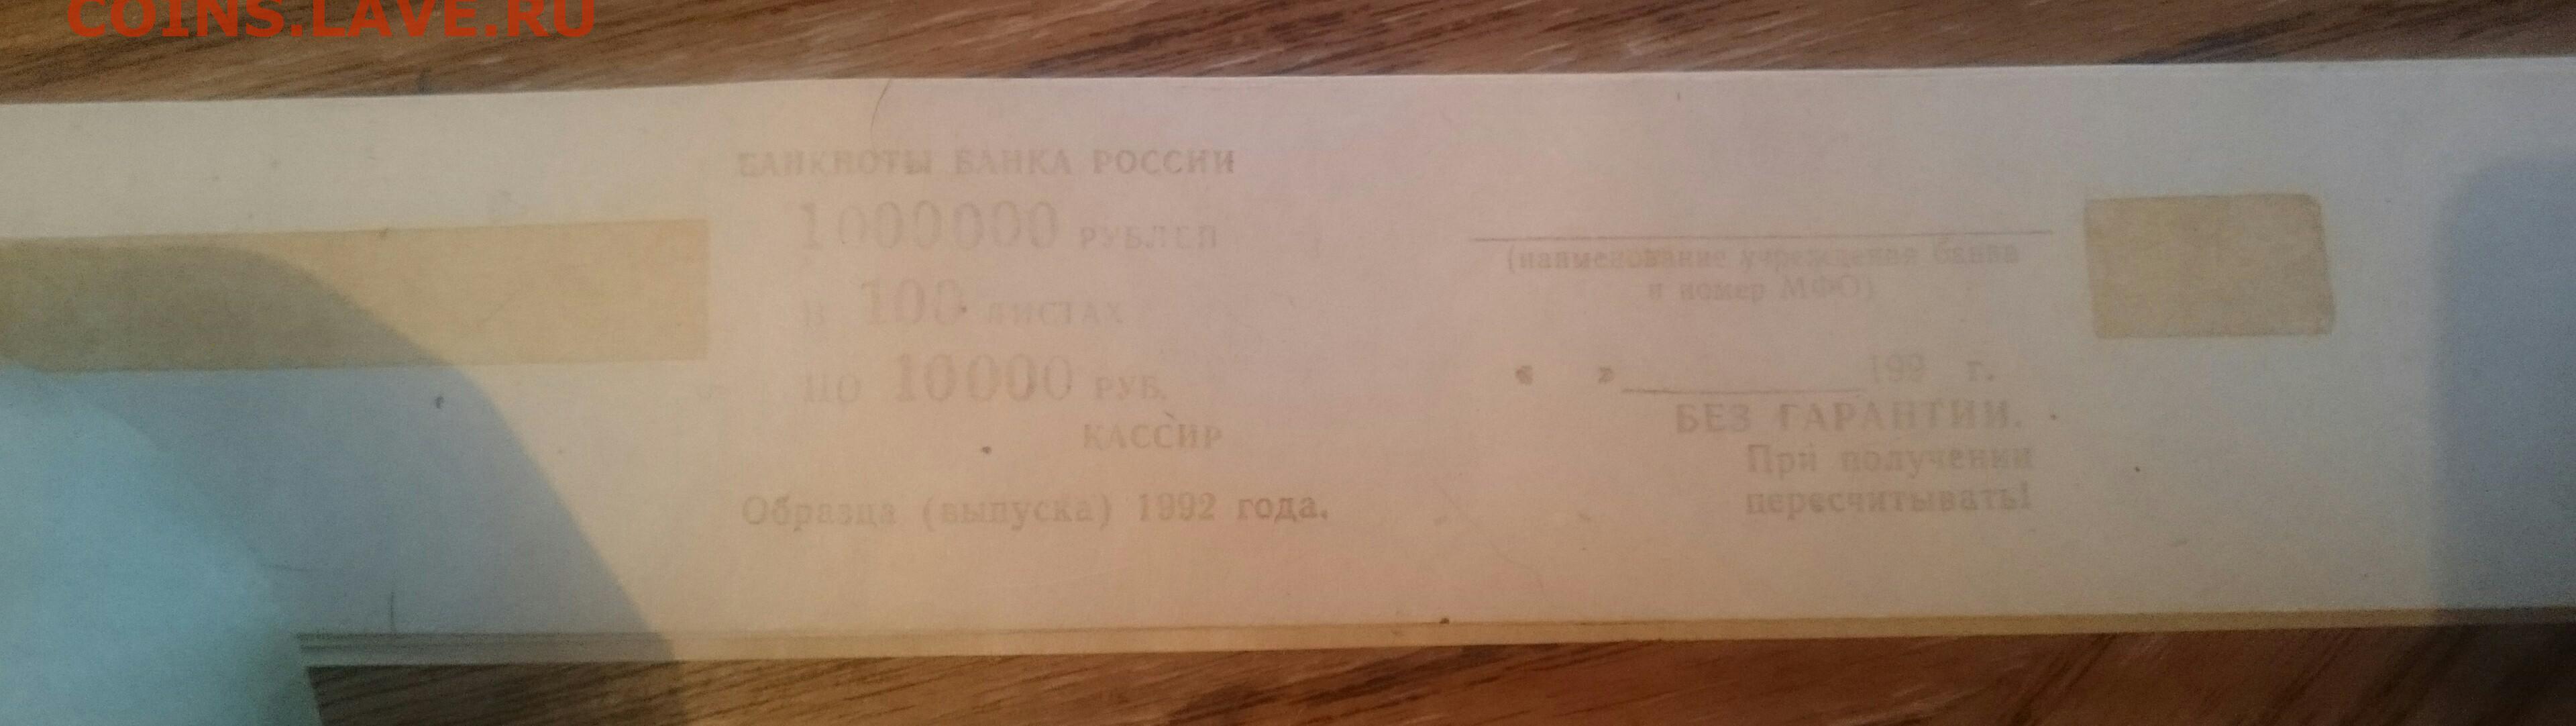 COINS.LAVE.RU
БАНКНОТЫ БАНКА РОССИИ
1000000 РУБЛЕЙ
В 100 ЛИСТАХ
ПО 10000 РУБ.
КАССИР
Образца (выпуска) 1992 года.
(наименование учреждение банка
и номер МФО)
« » 199 г.
БЕЗ ГАРАНТИИ.
При получении
пересчитывать!